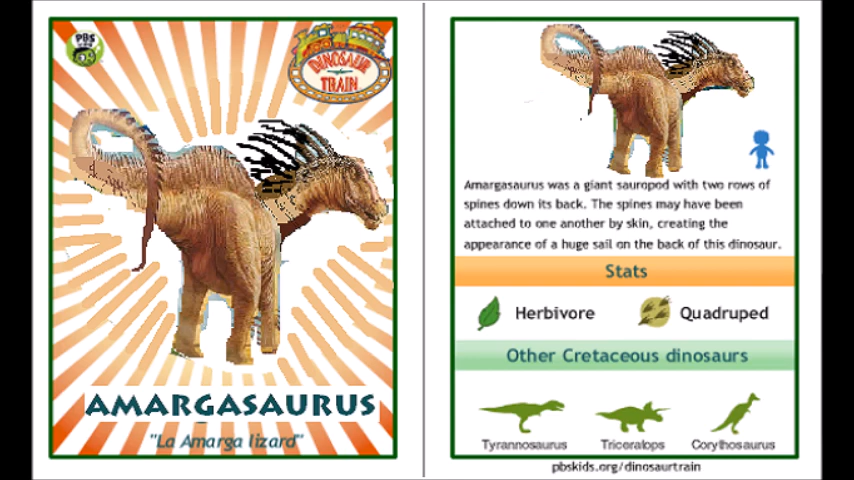 PBS
KIDS
DINOSAUR
TRAIN
AMARGASAURUS
"La Amarga lizard"
Amargasaurus was a giant sauropod with two rows of
spines down its back. The spines may have been
attached to one another by skin, creating the
appearance of a huge sail on the back of this dinosaur.
Stats
Herbivore
Quadruped
Other Cretaceous dinosaurs
Tyrannosaurus
Triceratops
Corythosaurus
pbskids.org/dinosaurtrain